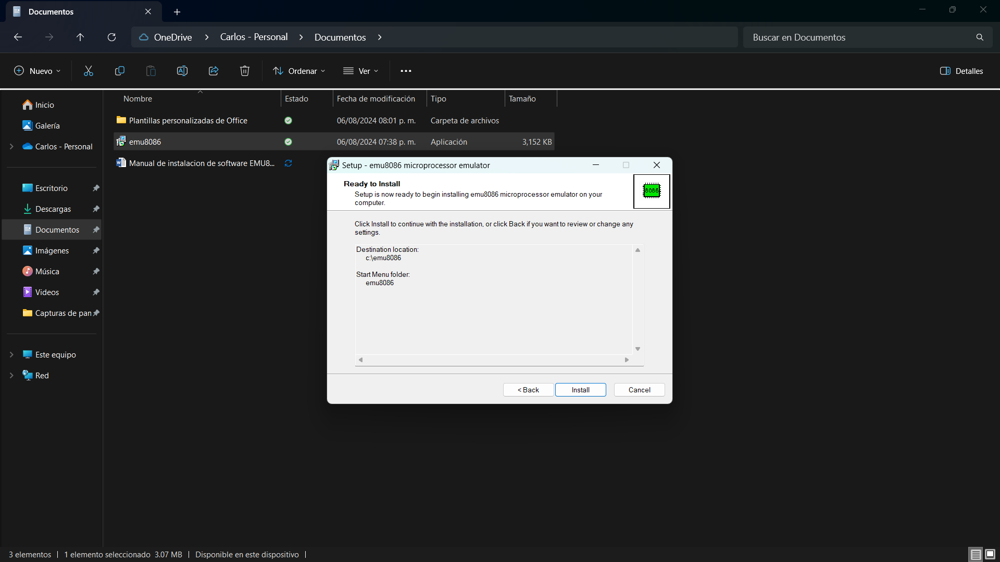 Documentos
OneDrive > Carlos - Personal > Documentos >
Buscar en Documentos
Nuevo
Ordenar
Ver
Detalles
Nombre Estado Fecha de modificación Tipo Tamaño
Inicio
Galería
Carlos - Personal
Escritorio
Descargas
Documentos
Imágenes
Música
Videos
Capturas de pan
Este equipo
Red
Plantillas personalizadas de Office 06/08/2024 08:01 p. m. Carpeta de archivos
emu8086 06/08/2024 07:38 p. m. Aplicación 3,152 KB
Manual de instalacion de software EMU8...
Setup - emu8086 microprocessor emulator
Ready to Install
Setup is now ready to begin installing emu8086 microprocessor emulator on your
computer.
8086
Click Install to continue with the installation, or click Back if you want to review or change any
settings.
Destination location:
c:\emu8086
Start Menu folder:
emu8086
< Back
Install
Cancel
3 elementos | 1 elemento seleccionado 3.07 MB | Disponible en este dispositivo |